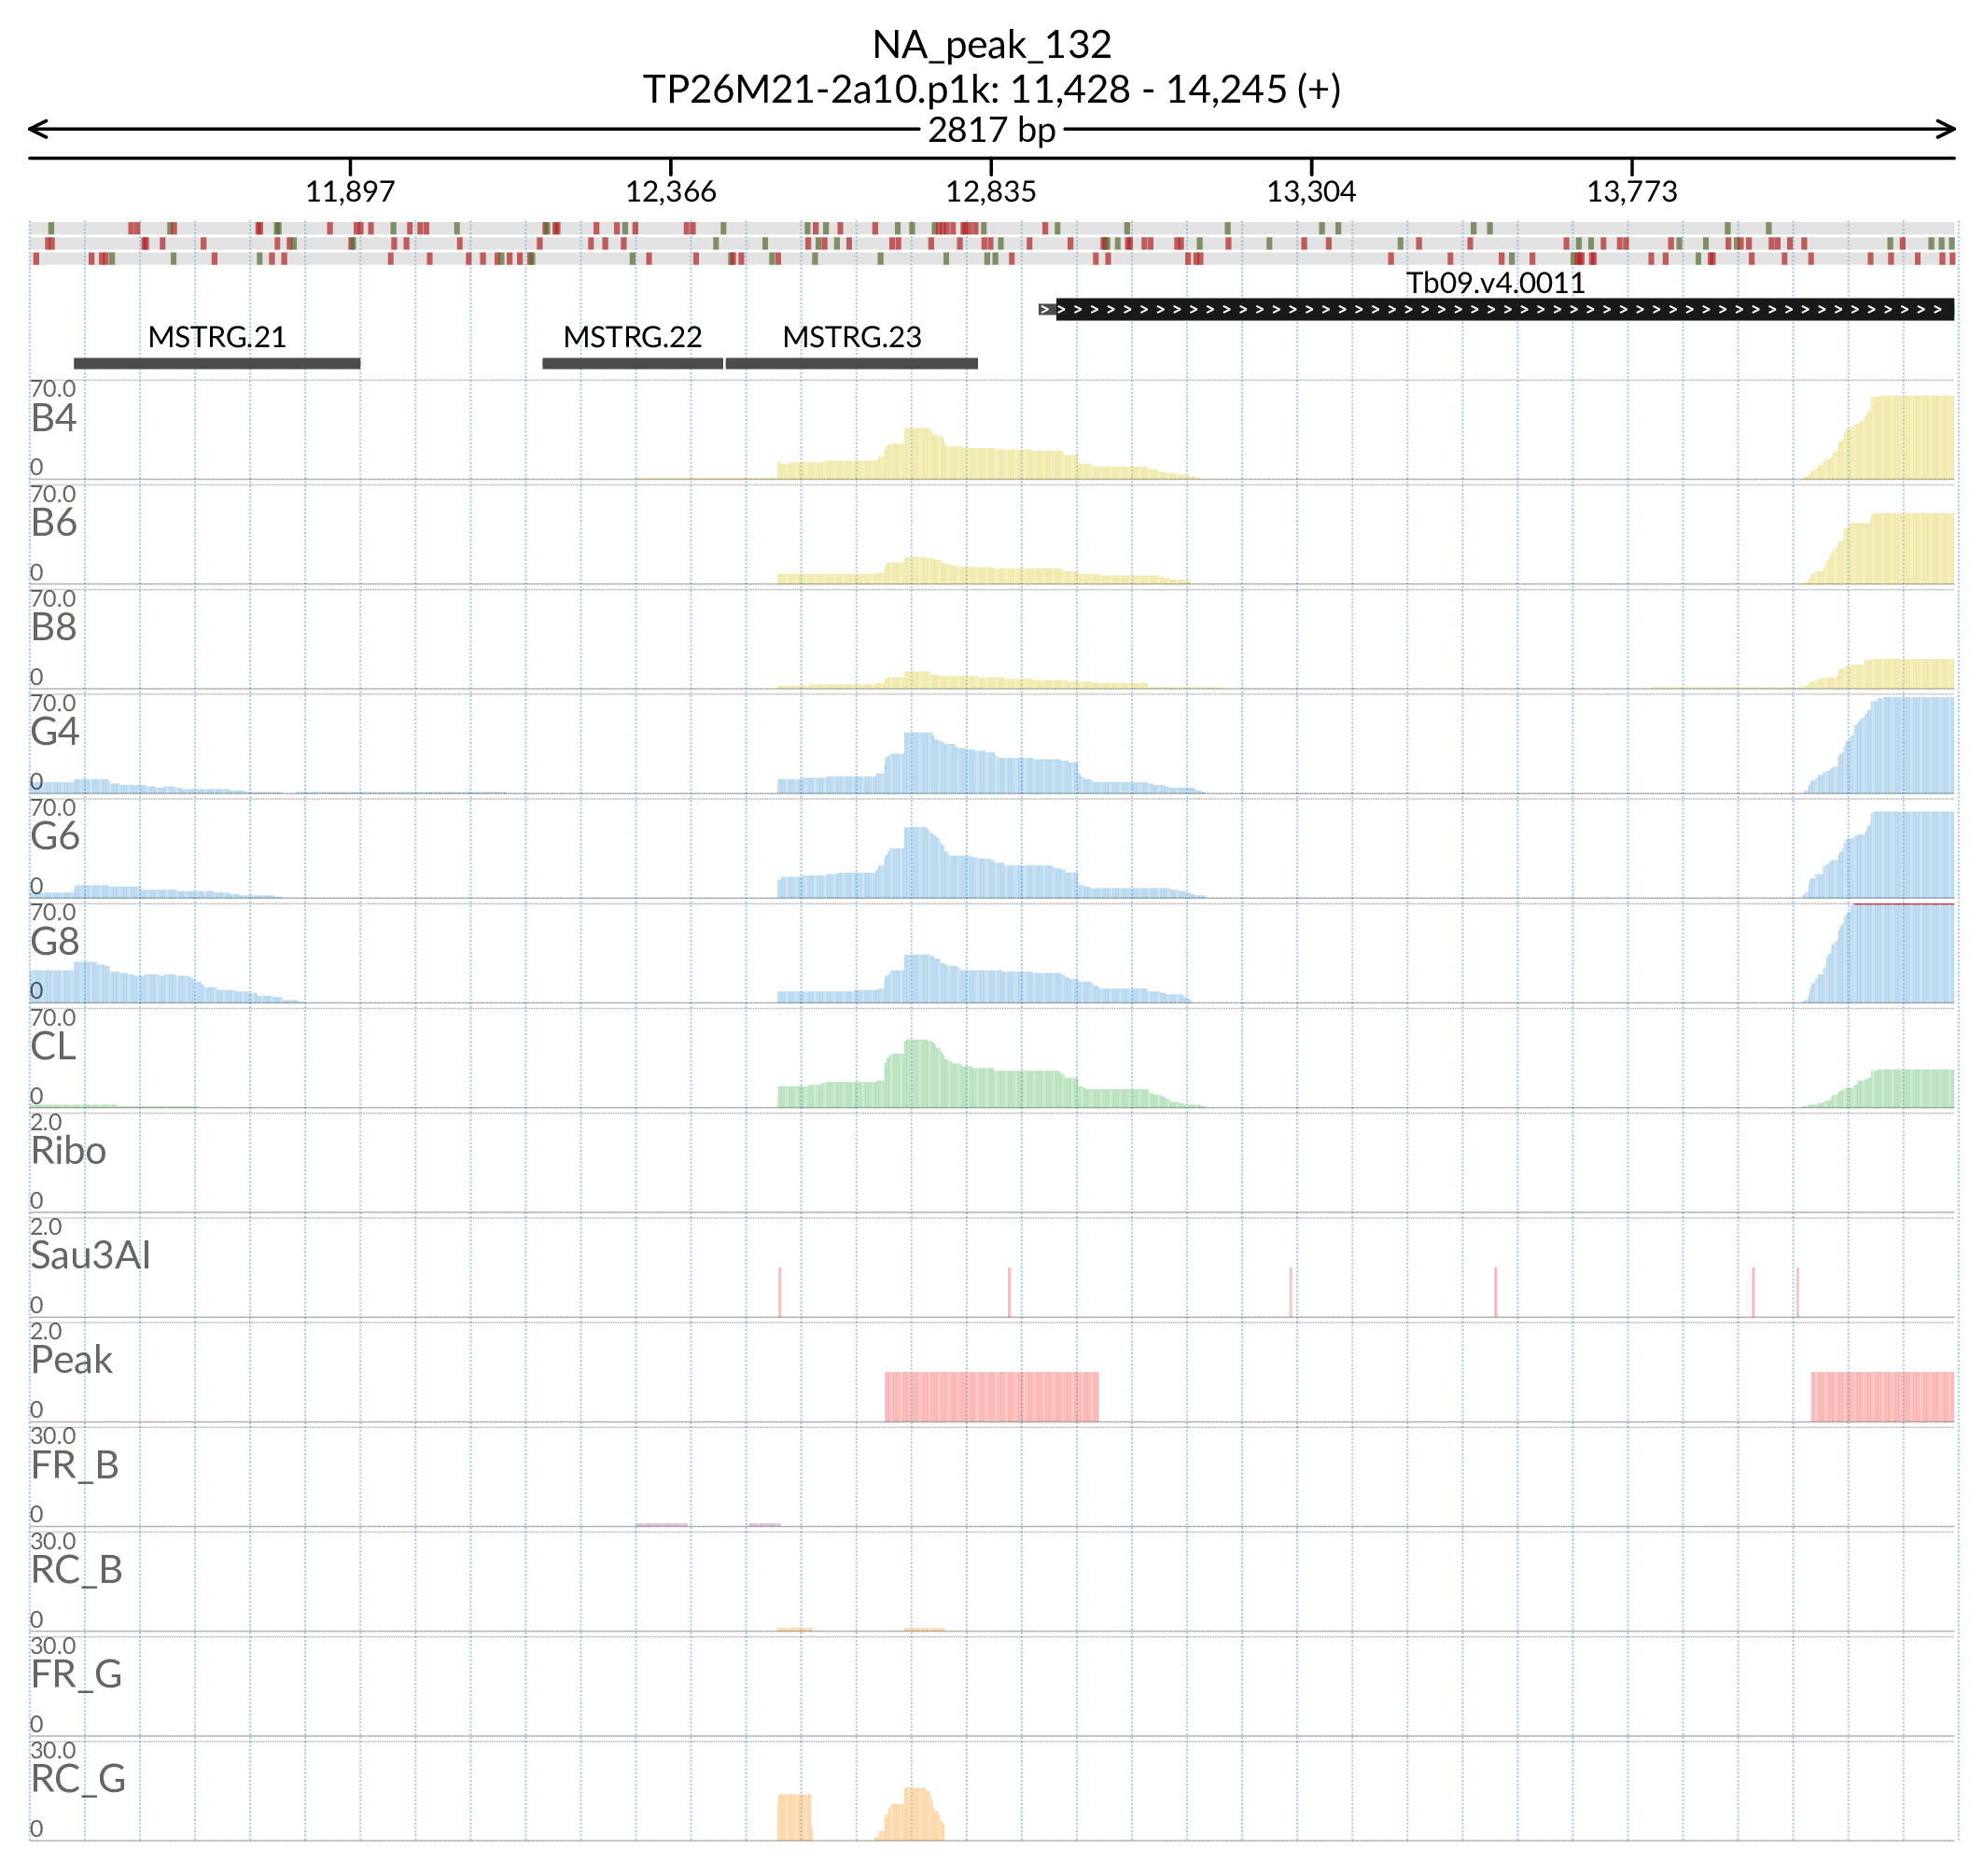 NA_peak_132
TP26M21-2a10.p1k: 11,428 - 14,245 (+)
2817 bp
11,897 12,366 12,835 13,304 13,773
Tb09.v4.0011
MSTRG.21 MSTRG.22 MSTRG.23
70.0
B4
0
70.0
B6
0
70.0
B8
0
70.0
G4
0
70.0
G6
0
70.0
G8
0
70.0
CL
0
2.0
Ribo
0
2.0
Sau3AI
0
2.0
Peak
0
30.0
FR_B
0
30.0
RC_B
0
30.0
FR_G
0
30.0
RC_G
0